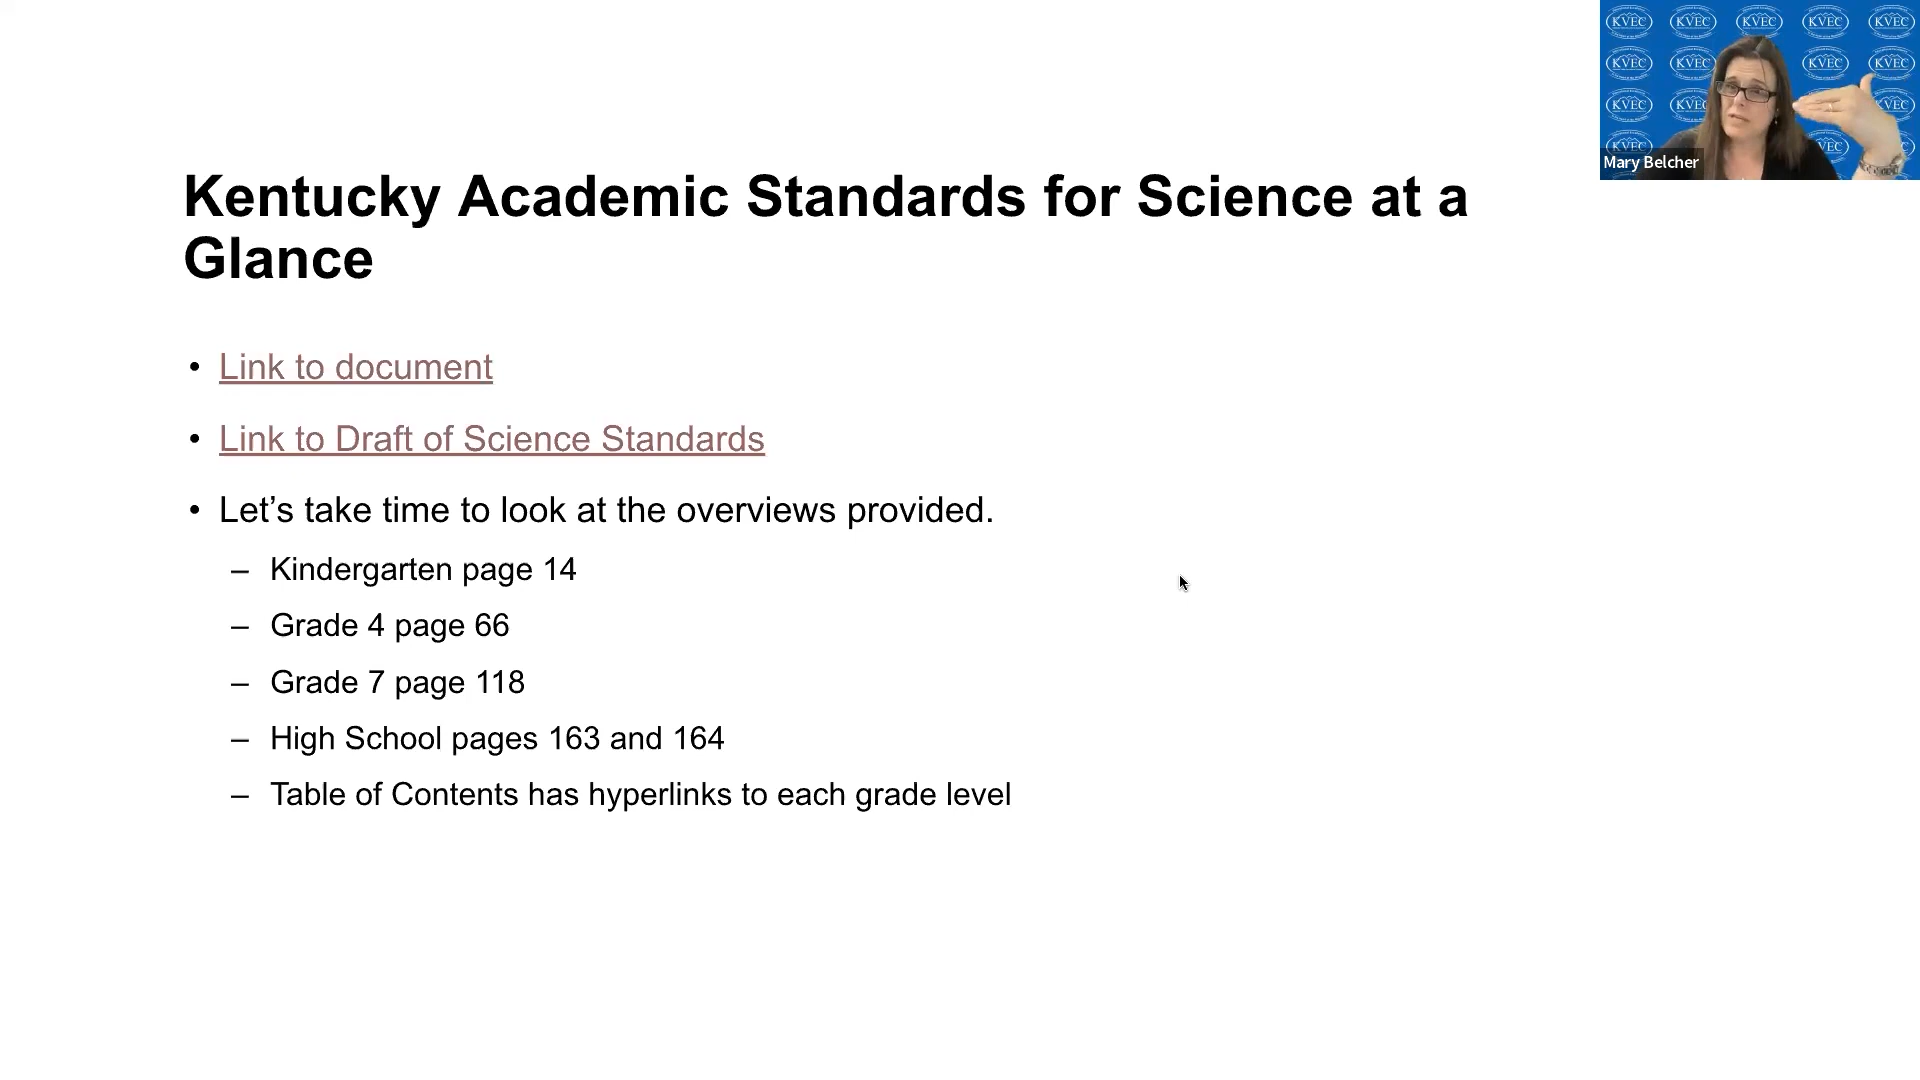 Kentucky Academic Standards for Science at a
Glance
• Link to document
• Link to Draft of Science Standards
• Let’s take time to look at the overviews provided.
– Kindergarten page 14
– Grade 4 page 66
– Grade 7 page 118
– High School pages 163 and 164
– Table of Contents has hyperlinks to each grade level
KVEC KVEC KVEC KVEC KVEC
KVEC KVEC KVEC KVEC
KVEC KVEC KVEC
KVEC VEC
Mary Belcher